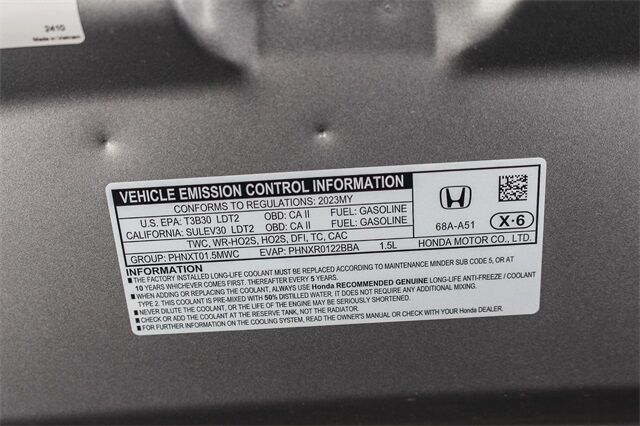 2410
Made in Vietnam
VEHICLE EMISSION CONTROL INFORMATION
CONFORMS TO REGULATIONS: 2023MY
U.S. EPA: T3B30 LDT2 OBD: CA II FUEL: GASOLINE
CALIFORNIA: SULEV30 LDT2 OBD: CA II FUEL: GASOLINE
TWC, WR-HO2S, HO2S, DFI, TC, CAC
GROUP: PHNXT01.5MWC EVAP: PHNXR0122BBA 1.5L
68A-A51 X·6
HONDA MOTOR CO., LTD.
INFORMATION
■ THE FACTORY INSTALLED LONG-LIFE COOLANT MUST BE REPLACED ACCORDING TO MAINTENANCE MINDER SUB CODE 5, OR AT
10 YEARS WHICHEVER COMES FIRST. THEREAFTER REPLACE EVERY 5 YEARS.
■ WHEN ADDING OR REPLACING THE COOLANT, ALWAYS USE Honda RECOMMENDED GENUINE LONG-LIFE ANTI-FREEZE / COOLANT
TYPE 2. THIS COOLANT IS PRE-MIXED WITH 50% DISTILLED WATER. IT DOES NOT REQUIRE ANY ADDITIONAL MIXING.
■ NEVER DILUTE THE COOLANT, OR THE LIFE OF THE ENGINE MAY BE SERIOUSLY SHORTENED.
■ CHECK OR ADD COOLANT AT THE RESERVE TANK, NOT THE RADIATOR.
■ FOR FURTHER INFORMATION ON THE COOLING SYSTEM, READ THE OWNER'S MANUAL OR CHECK WITH YOUR Honda DEALER.